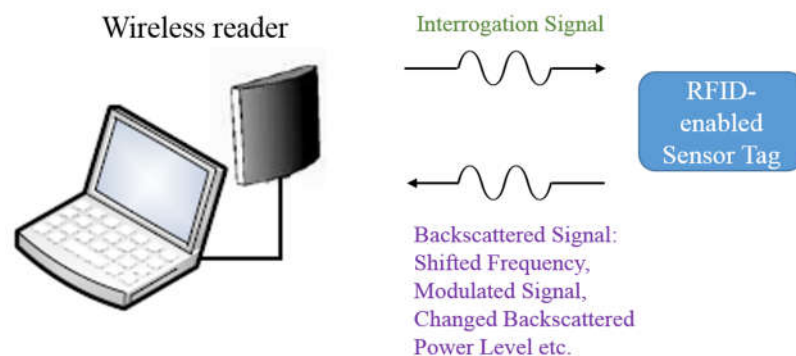 Wireless reader
Interrogation Signal
RFID-
enabled
Sensor Tag
Backscattered Signal:
Shifted Frequency,
Modulated Signal,
Changed Backscattered
Power Level etc.